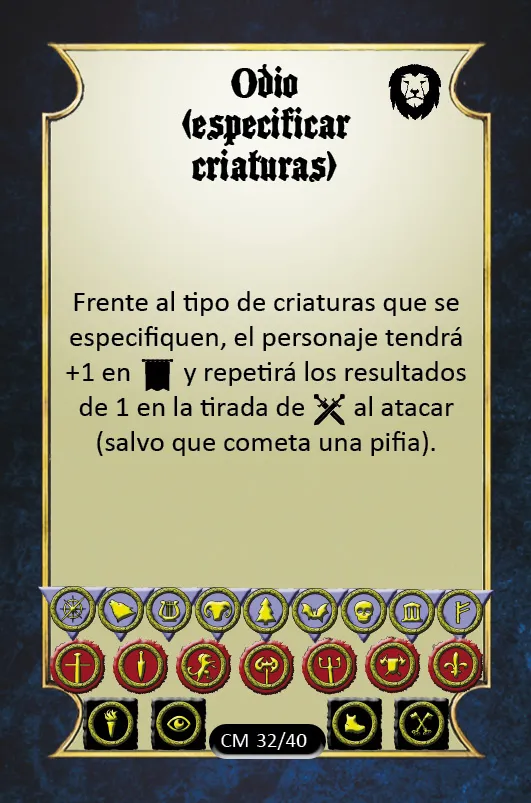 Odio
(especificar
criaturas)
Frente al tipo de criaturas que se
especifiquen, el personaje tendrá
+1 en y repetirá los resultados
de 1 en la tirada de al atacar
(salvo que cometa una pifia).
CM 32/40